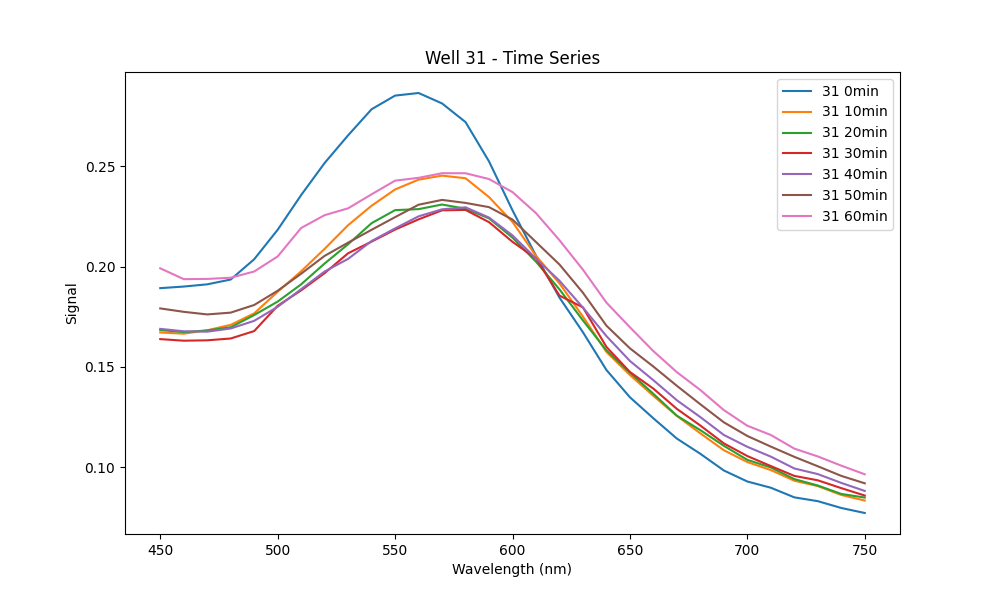 Well 31 - Time Series
31 0min
31 10min
31 20min
31 30min
31 40min
31 50min
31 60min
Signal
0.25
0.20
0.15
0.10
450 500 550 600 650 700 750
Wavelength (nm)